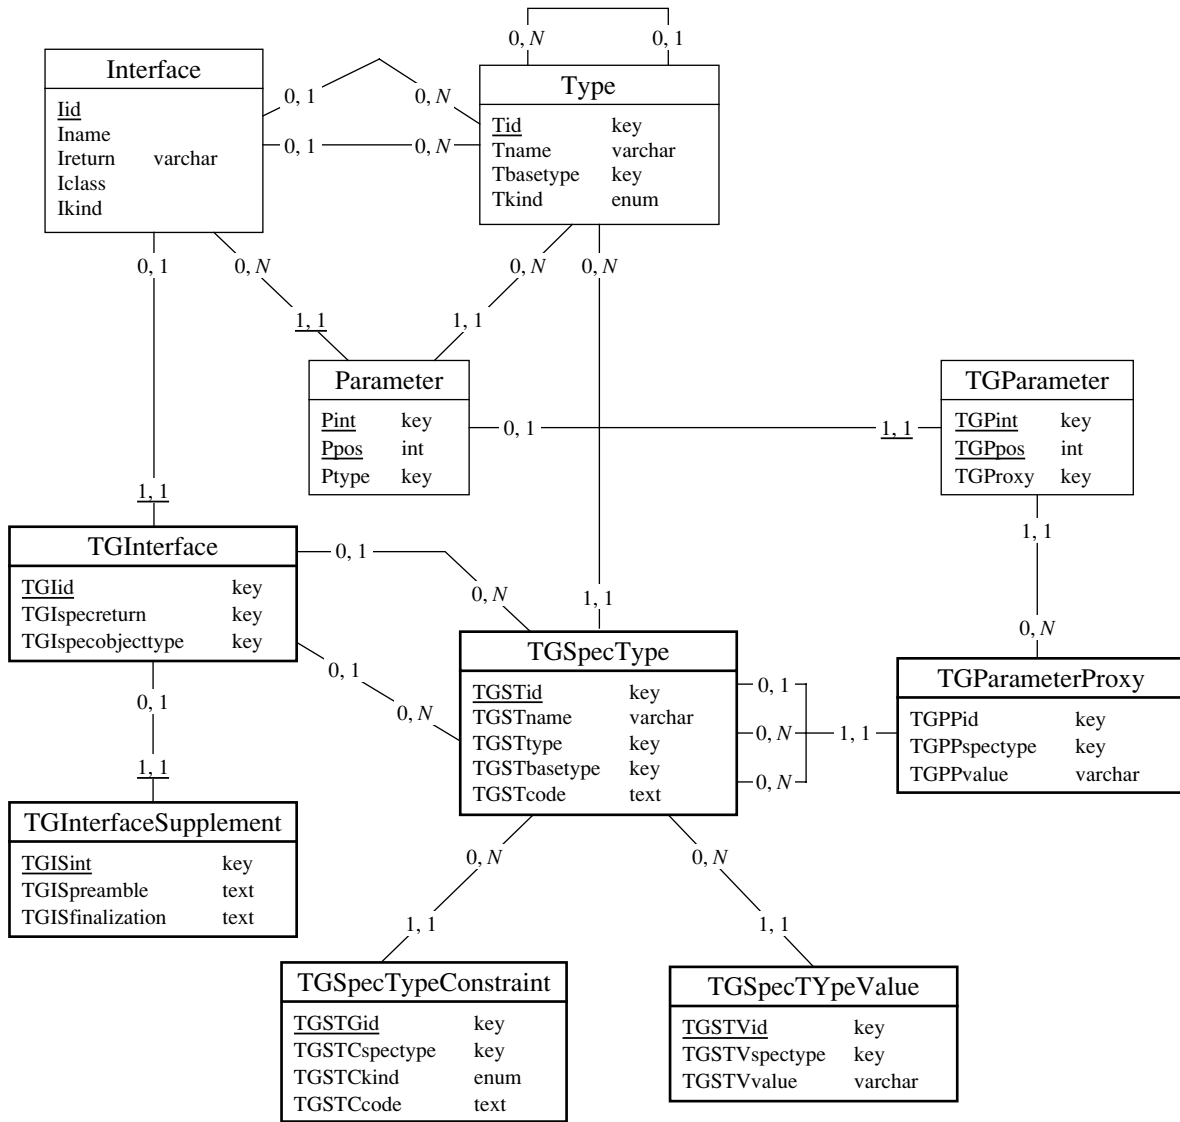 0, N 0, 1
Interface
Iid
Iname
Ireturn varchar
Iclass
Ikind
0, 1 0, N
0, 1 0, N
Type
Tid key
Tname varchar
Tbasetype key
Tkind enum
0, 1 0, N 0, N 0, N
1, 1 1, 1
Parameter
Pint key
Ppos int
Ptype key
0, 1 1, 1
TGParameter
TGPint key
TGPpos int
TGProxy key
1, 1
1, 1
TGInterface
TGIid key
TGIspecreturn key
TGIspecobjecttype key
0, 1
0, N
1, 1
0, N
0, 1
0, N
TGSpecType
TGSTid key
TGSTname varchar
TGSTtype key
TGSTbasetype key
TGSTcode text
0, 1
0, N 1, 1
0, N
TGParameterProxy
TGPPid key
TGPPspectype key
TGPPvalue varchar
0, 1
1, 1
TGInterfaceSupplement
TGISint key
TGISpreamble text
TGISfinalization text
0, N 0, N
1, 1 1, 1
TGSpecTypeConstraint
TGSTGid key
TGSTCspectype key
TGSTCkind enum
TGSTCcode text
TGSpecTYpeValue
TGSTVid key
TGSTVspectype key
TGSTVvalue varchar